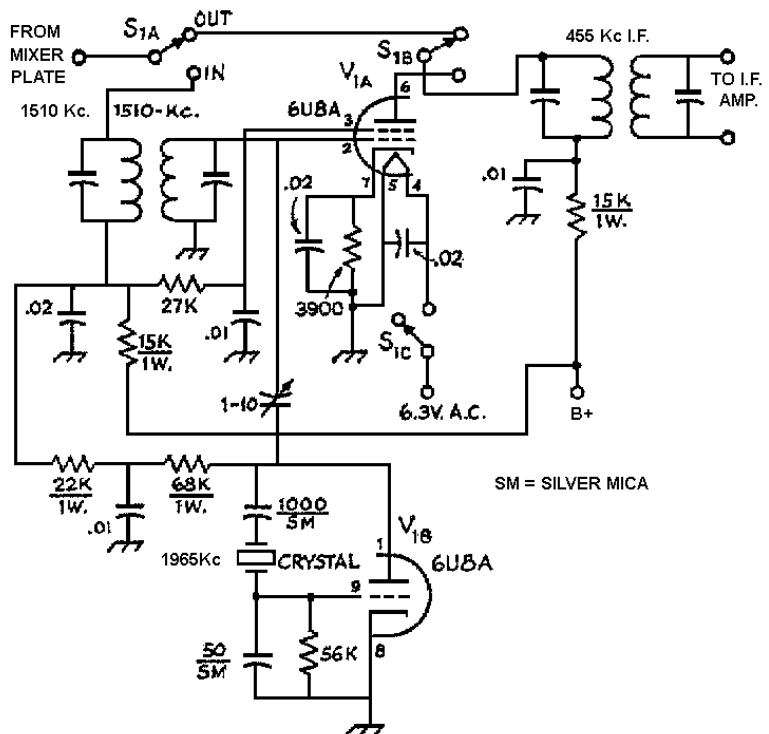 FROM
MIXER
PLATE
S1A
OUT
IN
S1B
V1A
6
6U8A
3
2
7
5
4
1510 Kc.
1510-KC.
455 Kc I.F.
TO I.F.
AMP.
.02
3900
.02
.01
15K
1W.
.02
27K
.01
15K
1W.
S1C
6.3V. A.C.
B+
1-10
22K
1W.
68K
1W.
.01
1000
SM
SM = SILVER MICA
1965Kc
CRYSTAL
V1B
1
6U8A
9
8
50
SM
56K